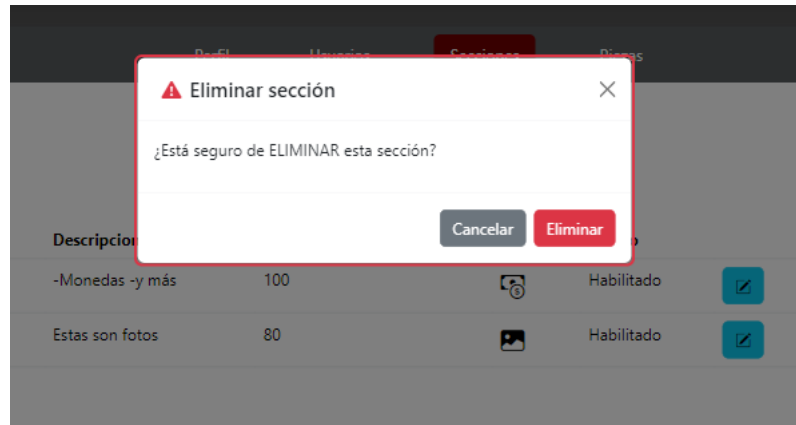 Eliminar sección
¿Está seguro de ELIMINAR esta sección?
Cancelar Eliminar
-Monedas -y más 100 Habilitado
Estas son fotos 80 Habilitado